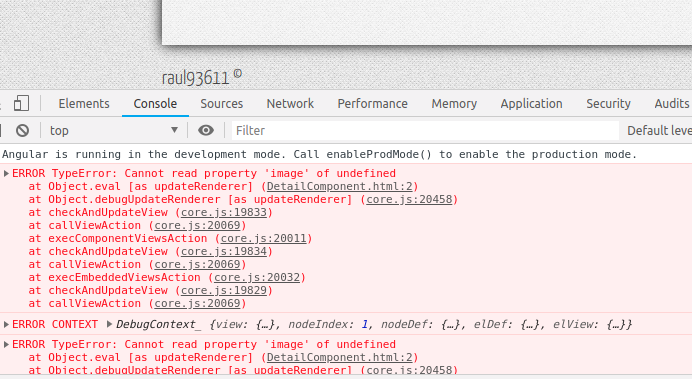 raul93611 ©
Elements Console Sources Network Performance Memory Application Security Audits
top Filter Default leve
Angular is running in the development mode. Call enableProdMode() to enable the production mode.
ERROR TypeError: Cannot read property 'image' of undefined
at Object.eval [as updateRenderer] (DetailComponent.html:2)
at Object.debugUpdateRenderer [as updateRenderer] (core.js:20458)
at checkAndUpdateView (core.js:19833)
at callViewAction (core.js:20069)
at execComponentViewsAction (core.js:20011)
at checkAndUpdateView (core.js:19834)
at callViewAction (core.js:20069)
at execEmbeddedViewsAction (core.js:20032)
at checkAndUpdateView (core.js:19829)
at callViewAction (core.js:20069)
ERROR CONTEXT DebugContext_ {view: {…}, nodeIndex: 1, nodeDef: {…}, elDef: {…}, elView: {…}}
ERROR TypeError: Cannot read property 'image' of undefined
at Object.eval [as updateRenderer] (DetailComponent.html:2)
at Object.debugUpdateRenderer [as updateRenderer] (core.js:20458)